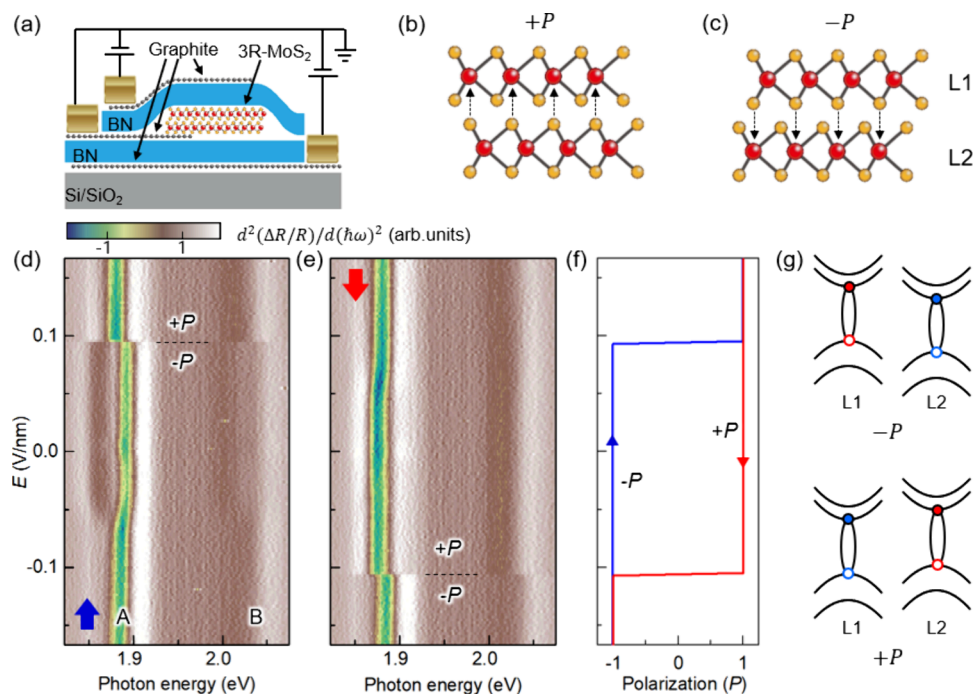 (a)
Graphite
3R-MoS₂
BN
BN
Si/SiO₂
(b)
+P
(c)
−P
L1
L2
-1 1
d²(ΔR/R)/d(ħω)² (arb.units)
(d)
+P
-P
A
B
0.1
0.0
-0.1
E (V/nm)
1.9 2.0
Photon energy (eV)
(e)
+P
-P
1.9 2.0
Photon energy (eV)
(f)
+P
-P
-1 0 1
Polarization (P)
(g)
L1 L2
−P
L1 L2
+P